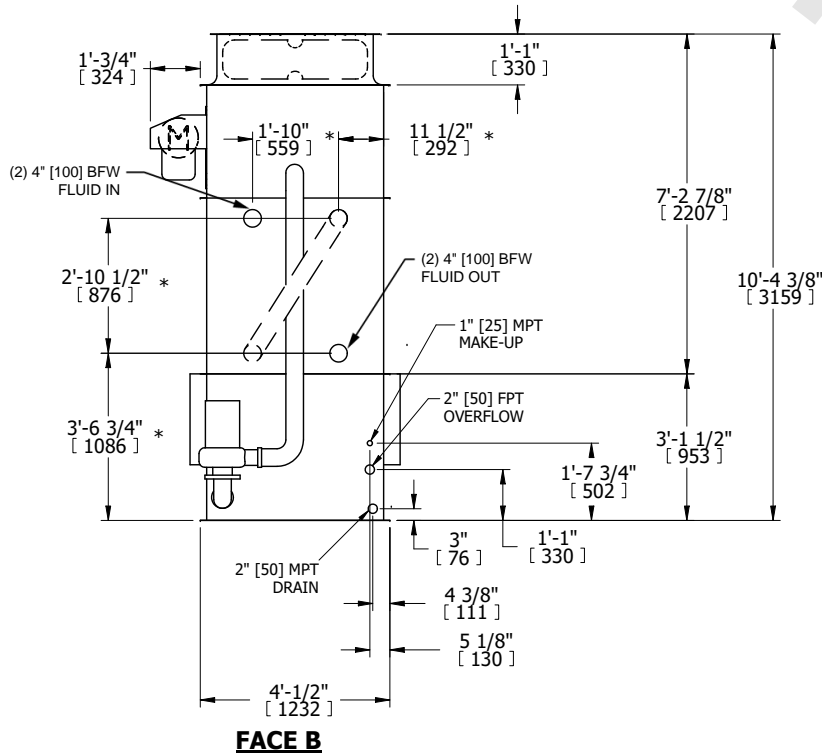 1'-1"
[ 330 ]
1'-3/4"
[ 324 ]
M
1'-10" *
[ 559 ]
11 1/2" *
[ 292 ]
(2) 4" [100] BFW
FLUID IN
7'-2 7/8"
[ 2207 ]
10'-4 3/8"
[ 3159 ]
2'-10 1/2" *
[ 876 ]
(2) 4" [100] BFW
FLUID OUT
1" [25] MPT
MAKE-UP
2" [50] FPT
OVERFLOW
3'-6 3/4" *
[ 1086 ]
3'-1 1/2"
[ 953 ]
1'-7 3/4"
[ 502 ]
1'-1"
[ 330 ]
3"
[ 76 ]
2" [50] MPT
DRAIN
4 3/8"
[ 111 ]
5 1/8"
[ 130 ]
4'-1/2"
[ 1232 ]
FACE B